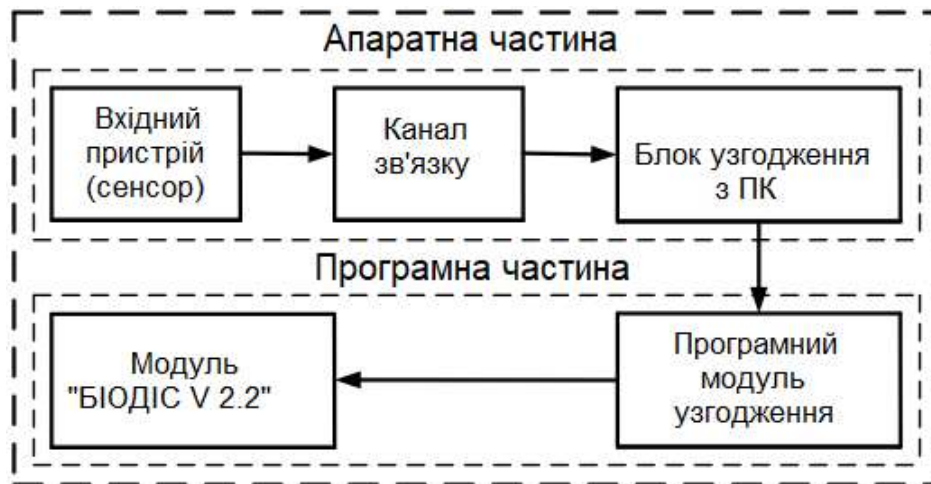 Апаратна частина
Вхідний
пристрій
(сенсор)
Канал
зв'язку
Блок узгодження
з ПК
Програмна частина
Модуль
"БІОДІС V 2.2"
Програмний
модуль
узгодження